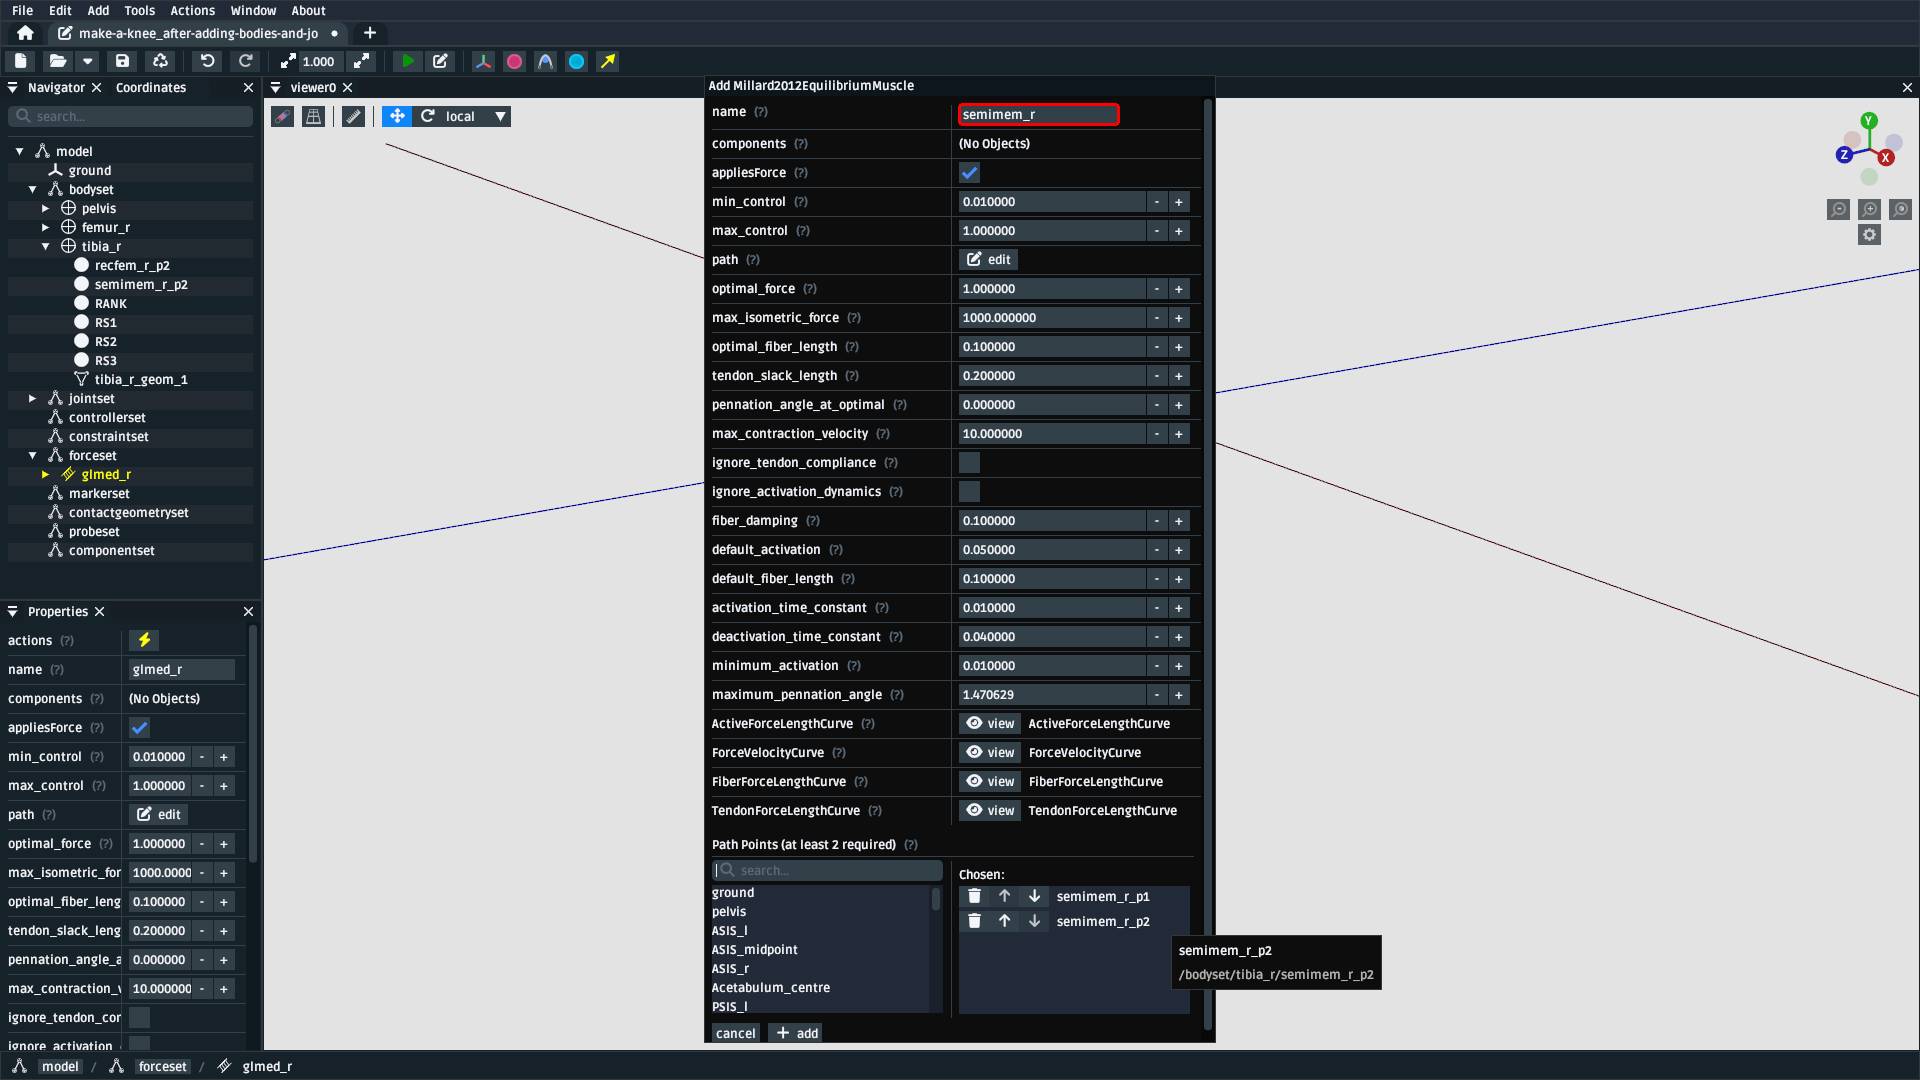 File Edit Add Tools Actions Window About
make-a-knee_after-adding-bodies-and-jo
1.000
Navigator
Coordinates
search...
model
ground
bodyset
pelvis
femur_r
tibia_r
recfem_r_p2
semimem_r_p2
RANK
RS1
RS2
RS3
tibia_r_geom_1
jointset
controllerset
constraintset
forceset
glmed_r
markerset
contactgeometryset
probeset
componentset
Properties
actions (?)
name (?) glmed_r
components (?) (No Objects)
appliesForce (?)
min_control (?) 0.010000 - +
max_control (?) 1.000000 - +
path (?) edit
optimal_force (?) 1.000000 - +
max_isometric_for 1000.0000 - +
optimal_fiber_leng 0.100000 - +
tendon_slack_leng 0.200000 - +
pennation_angle_a 0.000000 - +
max_contraction_v 10.000000 - +
ignore_tendon_cor
ignore_activation_
viewer0
local
Y
Z
X
Add Millard2012EquilibriumMuscle
name (?) semimem_r
components (?) (No Objects)
appliesForce (?)
min_control (?) 0.010000 - +
max_control (?) 1.000000 - +
path (?) edit
optimal_force (?) 1.000000 - +
max_isometric_force (?) 1000.000000 - +
optimal_fiber_length (?) 0.100000 - +
tendon_slack_length (?) 0.200000 - +
pennation_angle_at_optimal (?) 0.000000 - +
max_contraction_velocity (?) 10.000000 - +
ignore_tendon_compliance (?)
ignore_activation_dynamics (?)
fiber_damping (?) 0.100000 - +
default_activation (?) 0.050000 - +
default_fiber_length (?) 0.100000 - +
activation_time_constant (?) 0.010000 - +
deactivation_time_constant (?) 0.040000 - +
minimum_activation (?) 0.010000 - +
maximum_pennation_angle (?) 1.470629 - +
ActiveForceLengthCurve (?) view ActiveForceLengthCurve
ForceVelocityCurve (?) view ForceVelocityCurve
FiberForceLengthCurve (?) view FiberForceLengthCurve
TendonForceLengthCurve (?) view TendonForceLengthCurve
Path Points (at least 2 required) (?)
search...
ground
pelvis
ASIS_l
ASIS_midpoint
ASIS_r
Acetabulum_centre
PSIS_l
Chosen:
semimem_r_p1
semimem_r_p2
semimem_r_p2
/bodyset/tibia_r/semimem_r_p2
cancel + add
model / forceset / glmed_r